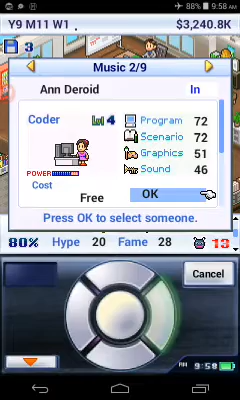 88% 9:58 AM
Y9 M11 W1 $3,240.8K
3
Music 2/9
Ann Deroid In
Coder Lvl 4
Program 72
Scenario 72
Graphics 51
Sound 46
POWER
Cost
Free
OK
Press OK to select someone.
80% Hype 20 Fame 28 13
Cancel
9:58